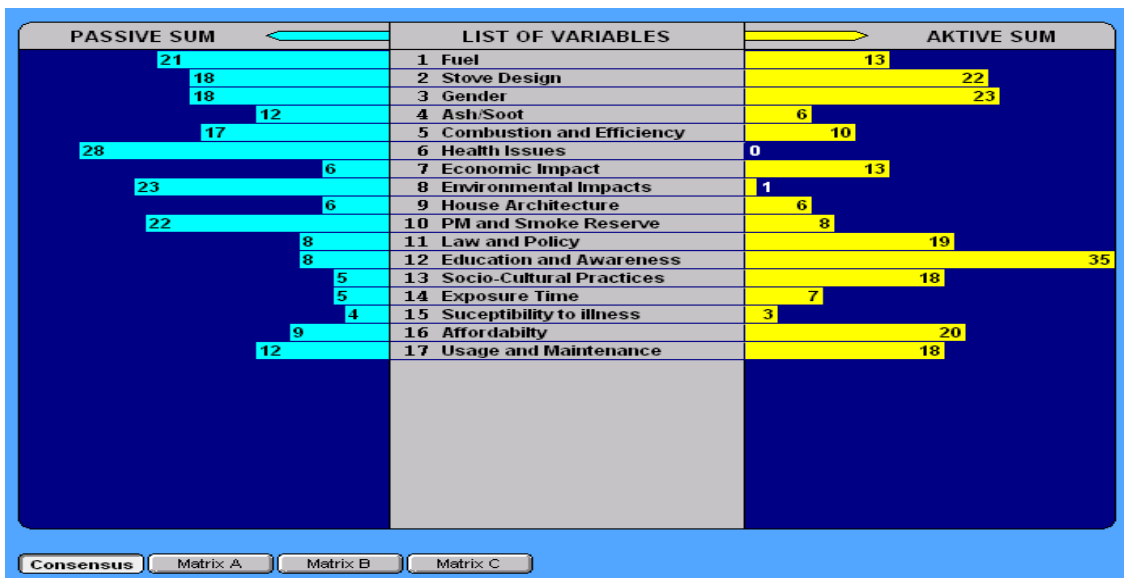 PASSIVE SUM LIST OF VARIABLES AKTIVE SUM
21 1 Fuel 13
18 2 Stove Design 22
18 3 Gender 23
12 4 Ash/Soot 6
17 5 Combustion and Efficiency 10
28 6 Health Issues 0
6 7 Economic Impact 13
23 8 Environmental Impacts 1
6 9 House Architecture 6
22 10 PM and Smoke Reserve 8
8 11 Law and Policy 19
8 12 Education and Awareness 35
5 13 Socio-Cultural Practices 18
5 14 Exposure Time 7
4 15 Suceptibility to illness 3
9 16 Affordabilty 20
12 17 Usage and Maintenance 18
Consensus Matrix A Matrix B Matrix C